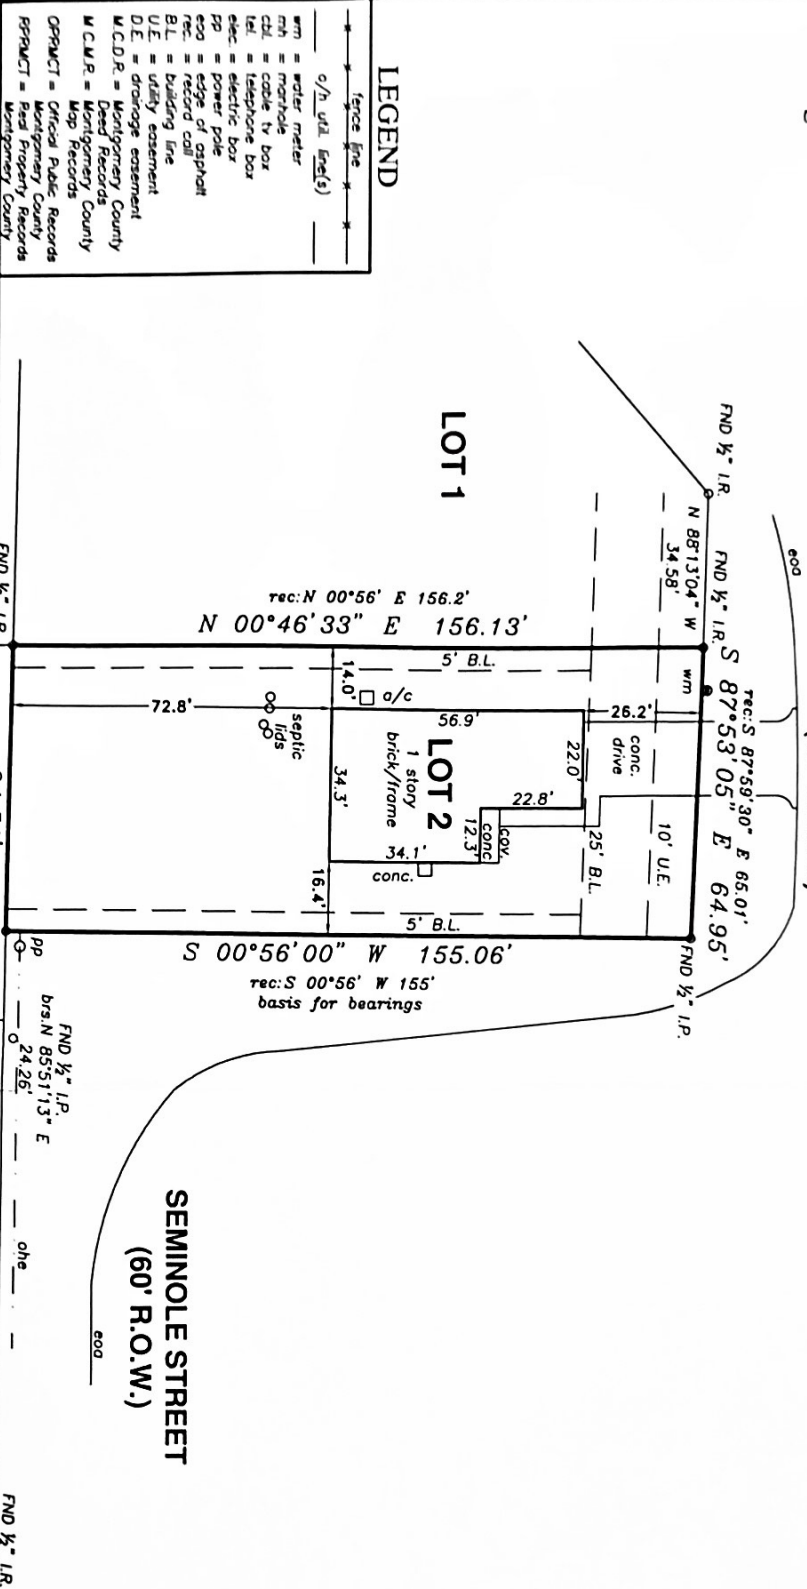 LEGEND
fence line
o/h util. line(s)
wm = water meter
mh = manhole
cbl. = cable tv box
tel. = telephone box
elec. = electric box
pp = power pole
eoa = edge of asphalt
rec. = record call
B.L. = building line
U.E. = utility easement
D.E. = drainage easement
M.C.D.R. = Montgomery County
Deed Records
M.C.M.R. = Montgomery County
Map Records
OPRMCT = Official Public Records
Montgomery County
RPRMCT = Real Property Records
Montgomery County
LOT 1
FND ½" I.R.
N 88°13'04" W
34.58'
FND ½" I.R.
eoa
rec: S 87°59'30" E 65.01'
S 87°53'05" E 64.95'
rec: N 00°56' E 156.2'
N 00°46'33" E 156.13'
5' B.L.
wm
14.0'
a/c
72.8'
56.9'
26.2'
septic
lids
conc.
drive
22.0'
LOT 2
1 story
brick/frame
34.3'
22.8'
12.3'
cov.
conc
25' B.L.
10' U.E.
34.1'
conc.
16.4'
5' B.L.
S 00°56'00" W 155.06'
rec: S 00°56' W 155'
basis for bearings
FND ½" I.P.
FND ½" I.P.
PP
FND ½" I.P.
brs. N 85°51'13" E
24.26'
ohe
SEMINOLE STREET
(60' R.O.W.)
eoa
FND ½" I.R.